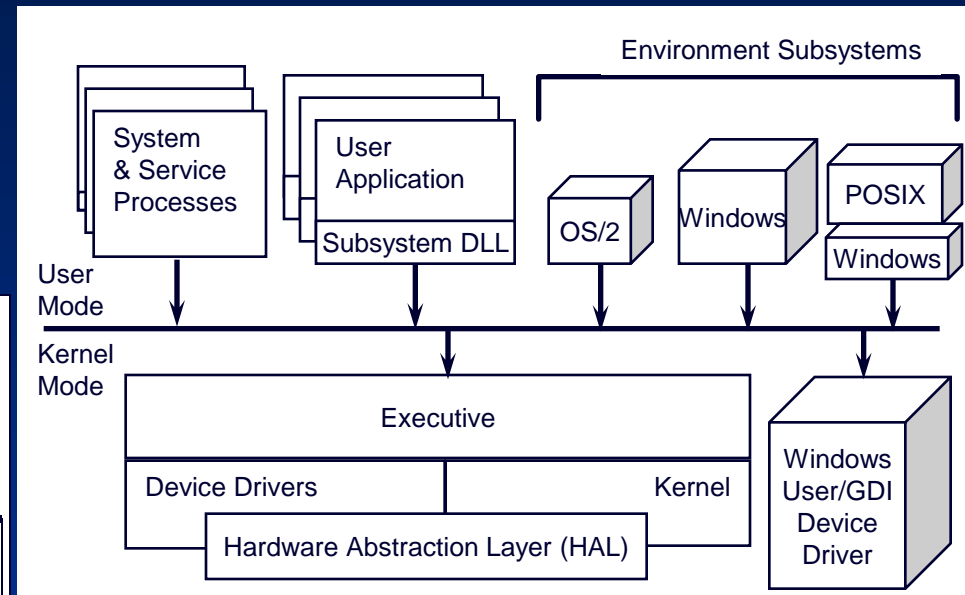 Environment Subsystems
System
& Service
Processes
User
Application
Subsystem DLL
OS/2
Windows
POSIX
Windows
User
Mode
Kernel
Mode
Executive
Device Drivers
Kernel
Hardware Abstraction Layer (HAL)
Windows
User/GDI
Device
Driver